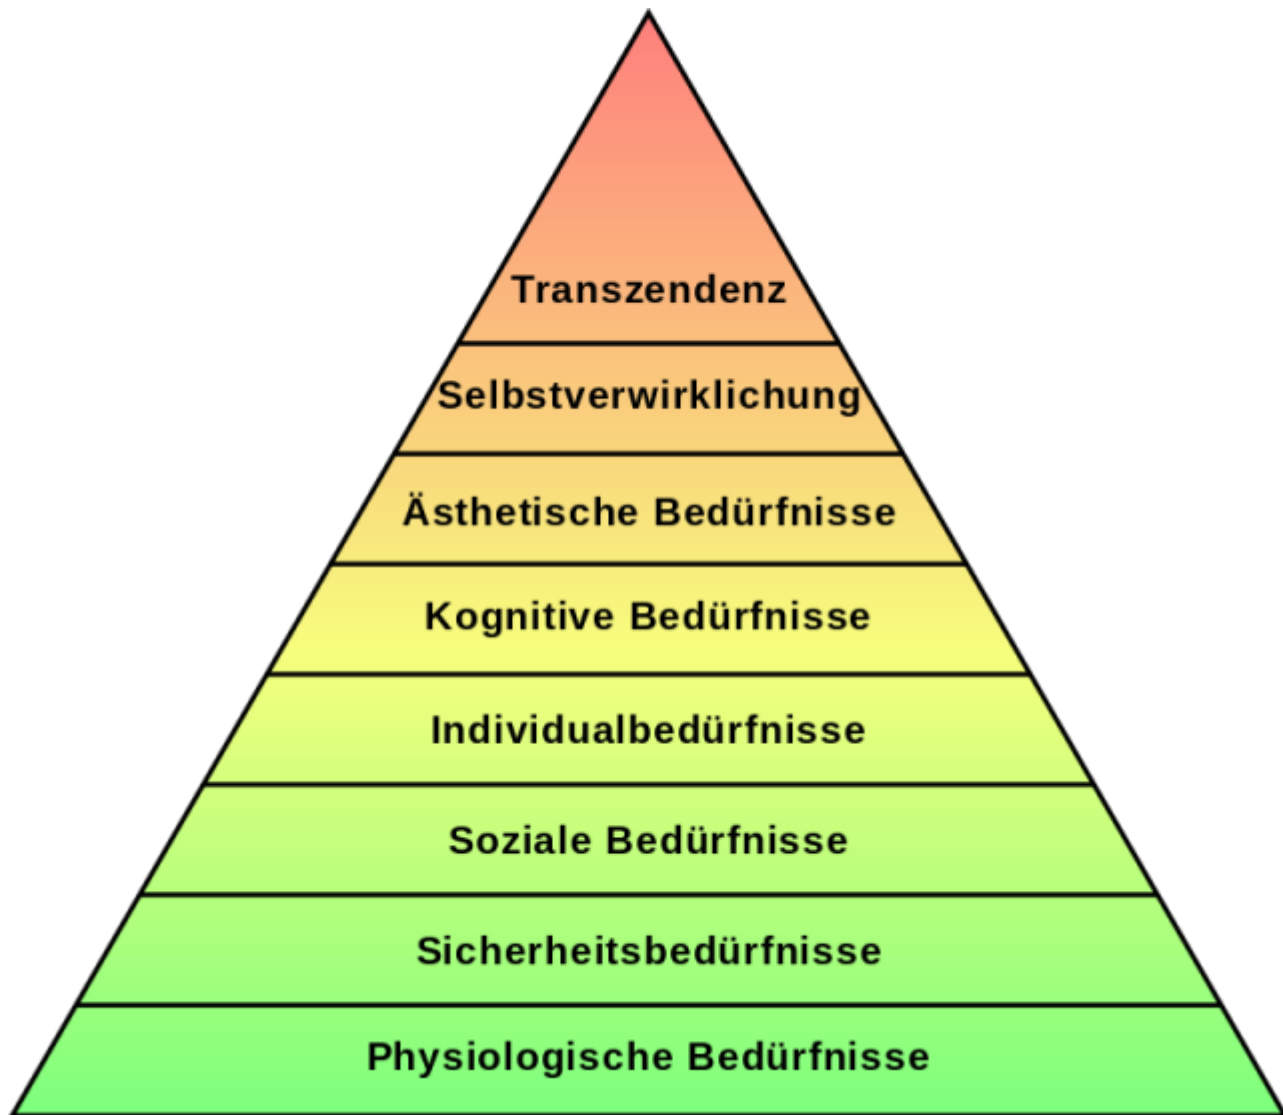 Transzendenz
Selbstverwirklichung
Ästhetische Bedürfnisse
Kognitive Bedürfnisse
Individualbedürfnisse
Soziale Bedürfnisse
Sicherheitsbedürfnisse
Physiologische Bedürfnisse